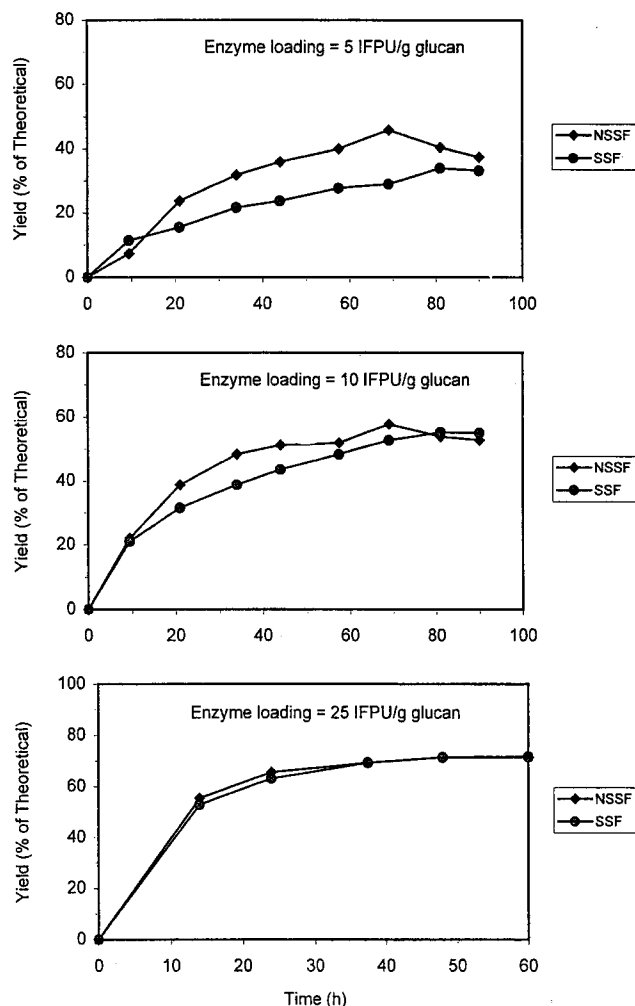 80
Enzyme loading = 5 IFPU/g glucan
60
40
20
0
Yield (% of Theoretical)
0 20 40 60 80 100
NSSF
SSF
80
Enzyme loading = 10 IFPU/g glucan
60
40
20
0
Yield (% of Theoretical)
0 20 40 60 80 100
NSSF
SSF
100
Enzyme loading = 25 IFPU/g glucan
80
60
40
20
0
Yield (% of Theoretical)
0 10 20 30 40 50 60
Time (h)
NSSF
SSF